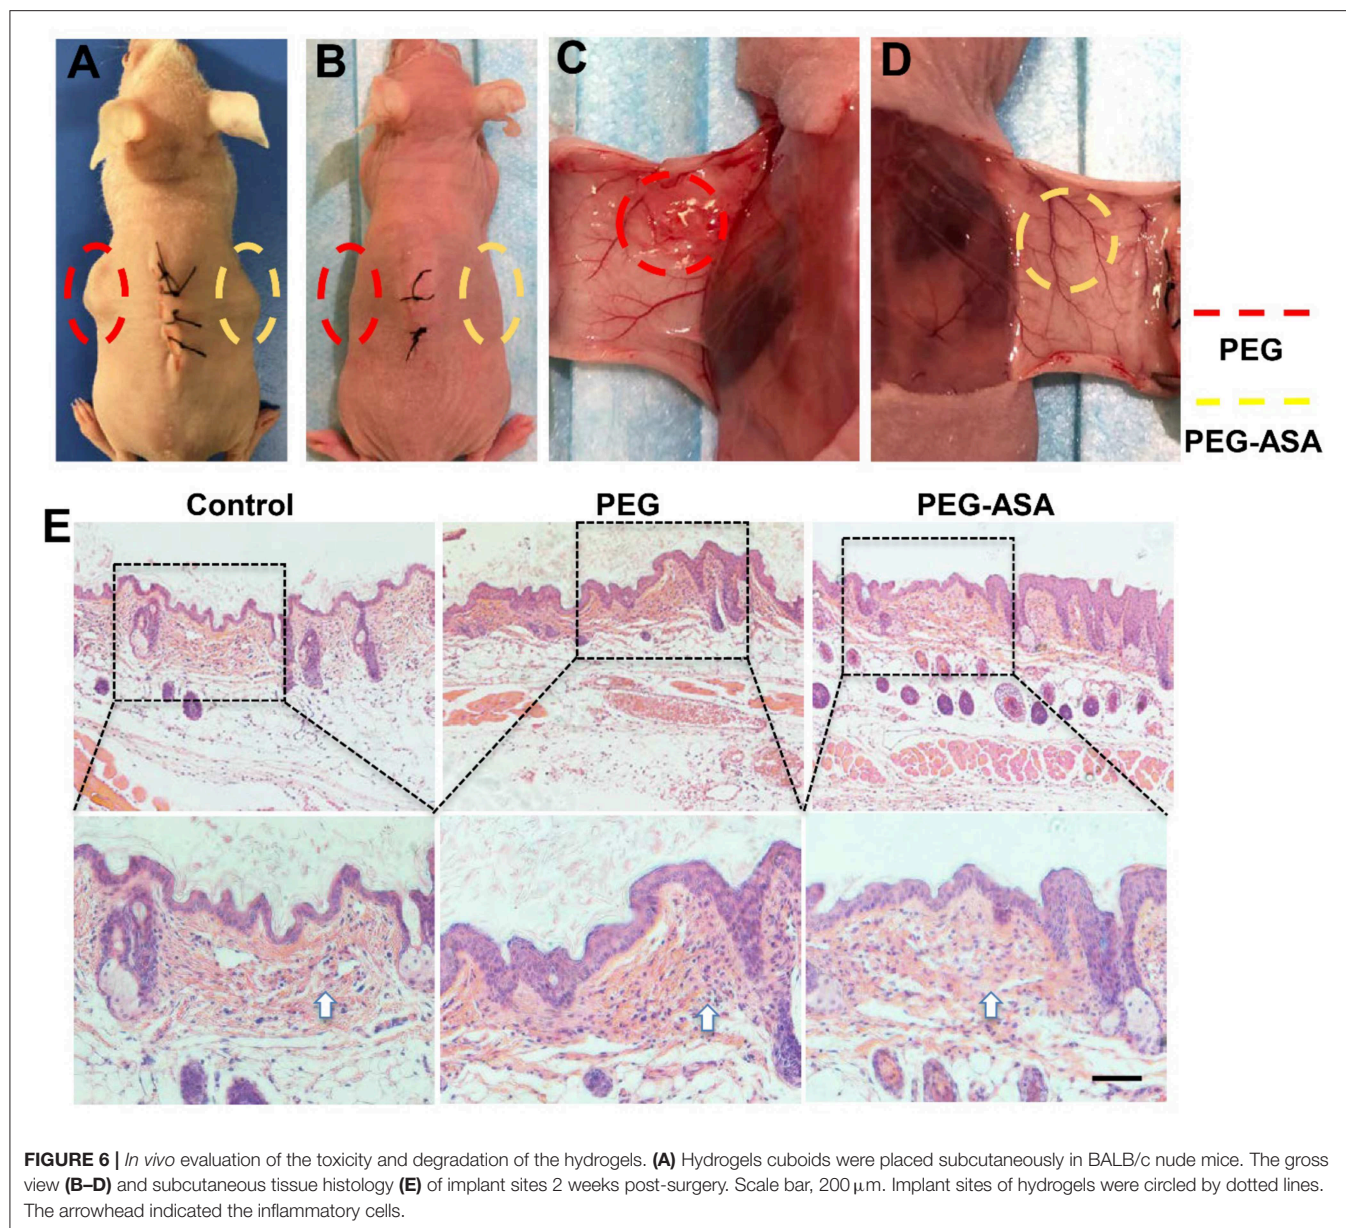 A
B
C
D
PEG
PEG-ASA
E
Control
PEG
PEG-ASA
FIGURE 6 | In vivo evaluation of the toxicity and degradation of the hydrogels. (A) Hydrogels cuboids were placed subcutaneously in BALB/c nude mice. The gross
view (B–D) and subcutaneous tissue histology (E) of implant sites 2 weeks post-surgery. Scale bar, 200 μm. Implant sites of hydrogels were circled by dotted lines.
The arrowhead indicated the inflammatory cells.